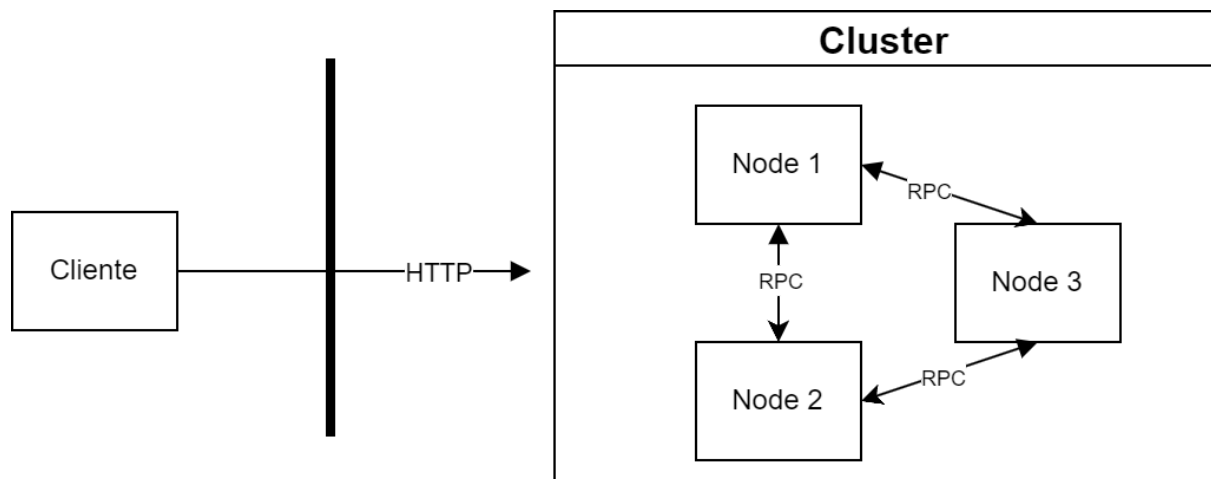 Cluster
Node 1
RPC
Cliente
HTTP
RPC
Node 3
Node 2
RPC